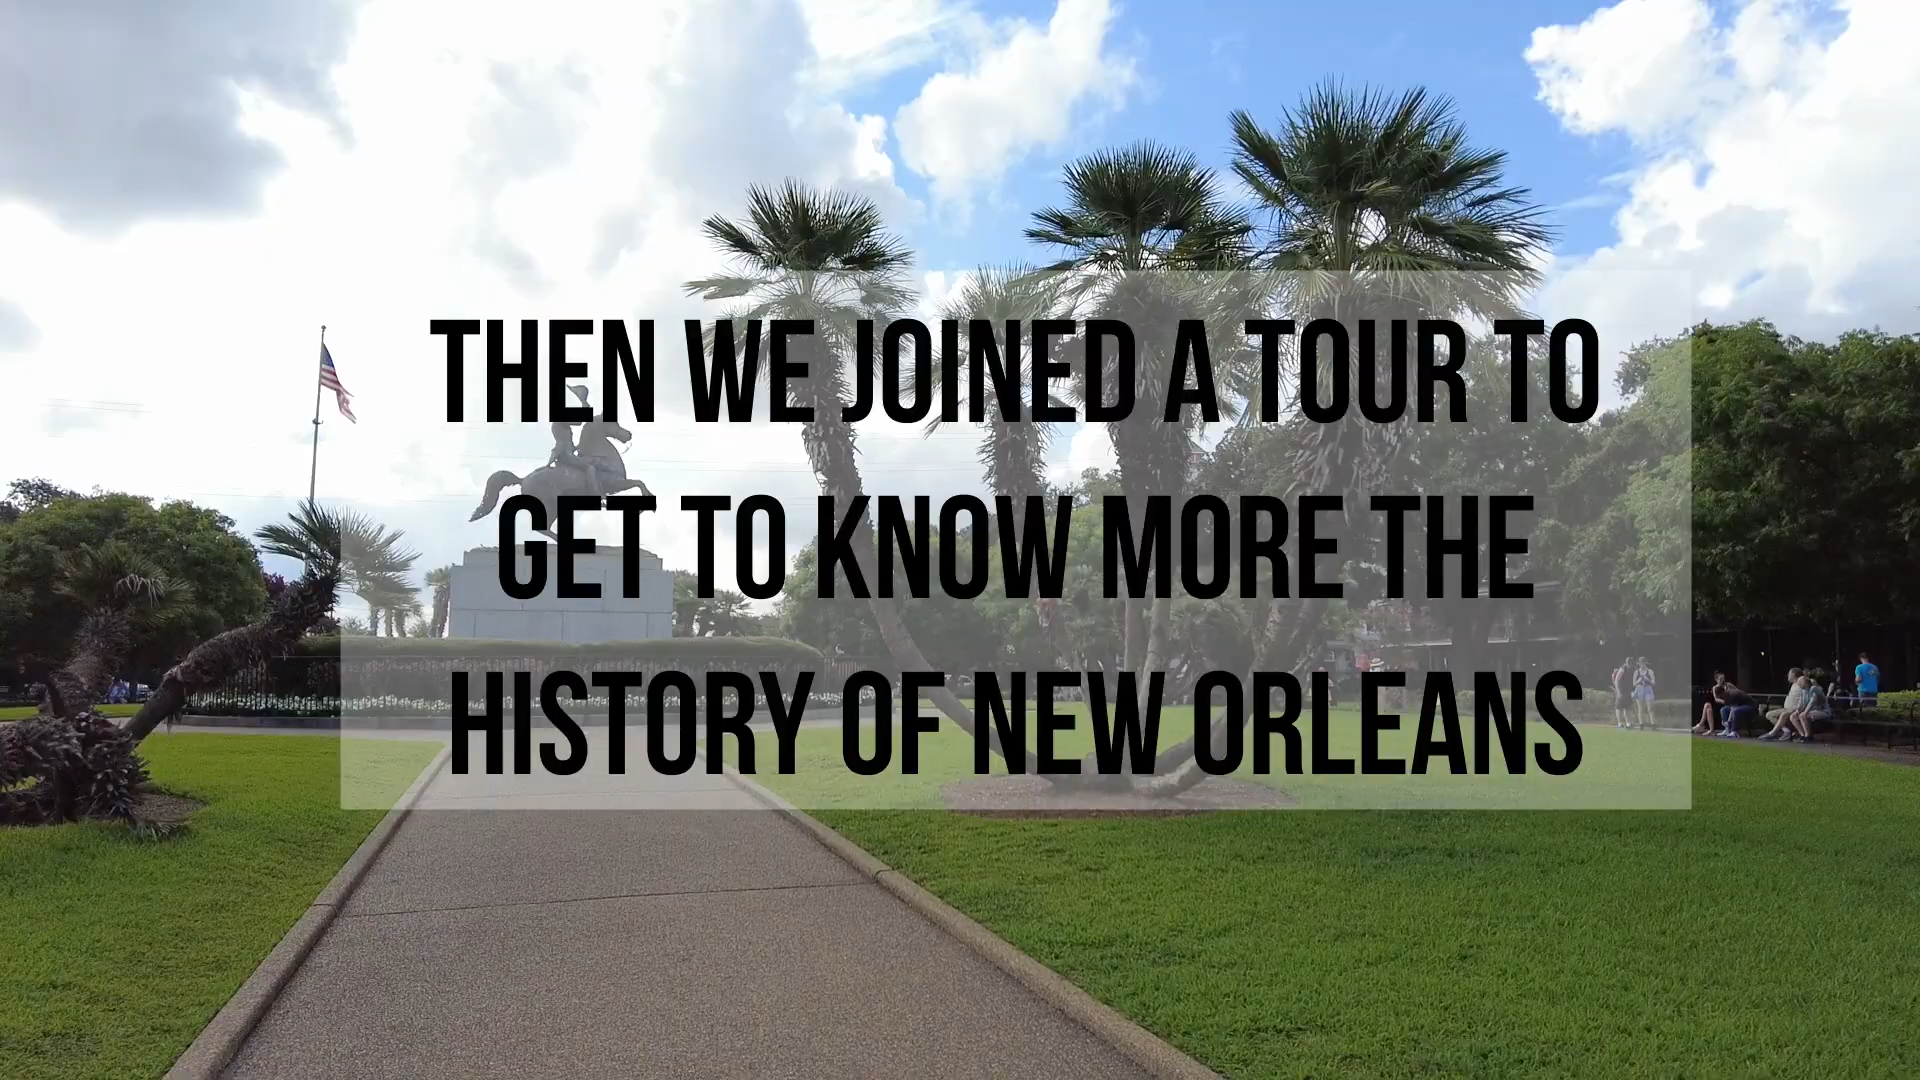 THEN WE JOINED A TOUR TO
GET TO KNOW MORE THE
HISTORY OF NEW ORLEANS